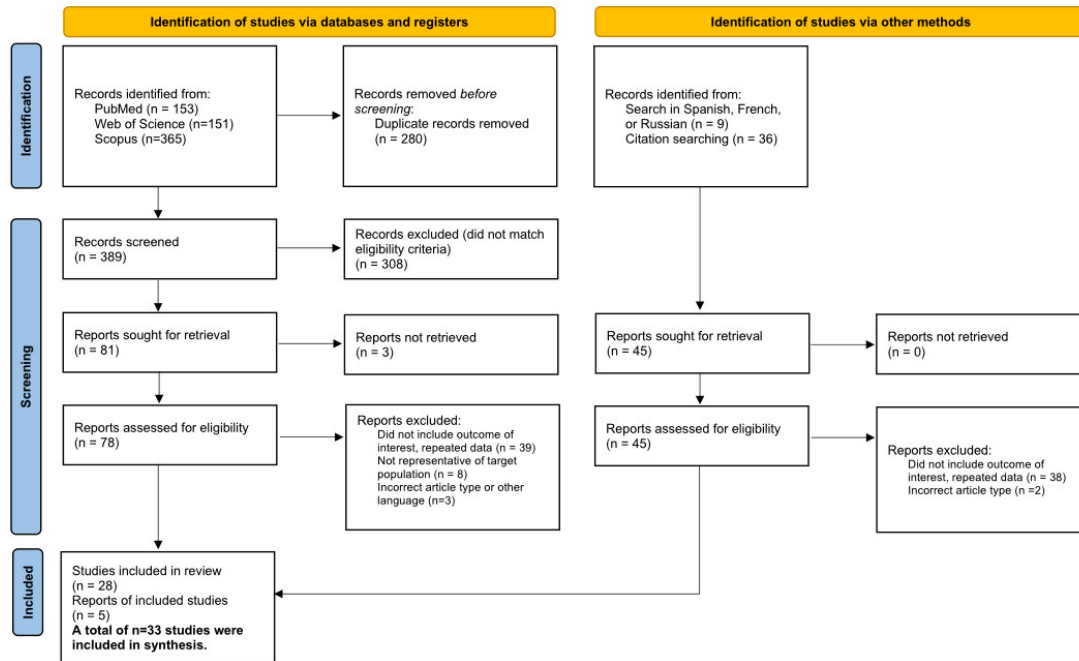 Identification of studies via databases and registers
Identification of studies via other methods
Identification
Records identified from:
PubMed (n = 153)
Web of Science (n=151)
Scopus (n=365)
Records removed before
screening:
Duplicate records removed
(n = 280)
Records identified from:
Search in Spanish, French,
or Russian (n = 9)
Citation searching (n = 36)
Screening
Records screened
(n = 389)
Records excluded (did not match
eligibility criteria)
(n = 308)
Reports sought for retrieval
(n = 81)
Reports not retrieved
(n = 3)
Reports sought for retrieval
(n = 45)
Reports not retrieved
(n = 0)
Reports assessed for eligibility
(n = 78)
Reports excluded:
Did not include outcome of
interest, repeated data (n = 39)
Not representative of target
population (n = 8)
Incorrect article type or other
language (n=3)
Reports assessed for eligibility
(n = 45)
Reports excluded:
Did not include outcome of
interest, repeated data (n = 38)
Incorrect article type (n =2)
Included
Studies included in review
(n = 28)
Reports of included studies
(n = 5)
A total of n=33 studies were
included in synthesis.